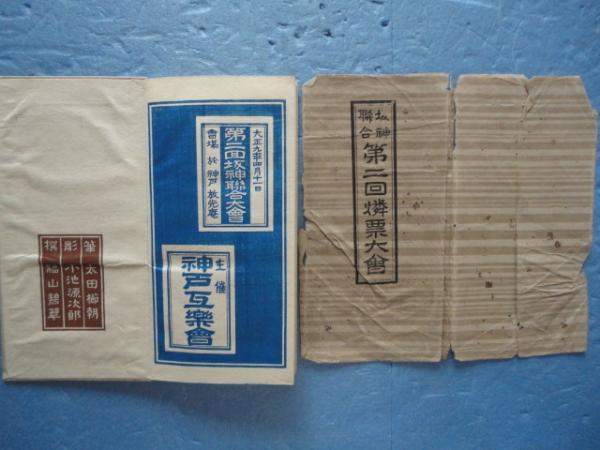 大正九年四月十一日
第二回坂神聯合大會
會場 於 神戸 放光庵
主催
神戸互樂會
筆 太田櫛朝
彫 小池源次郎
撰 福山碧翠
坂神
聯合
第二回燐票大會